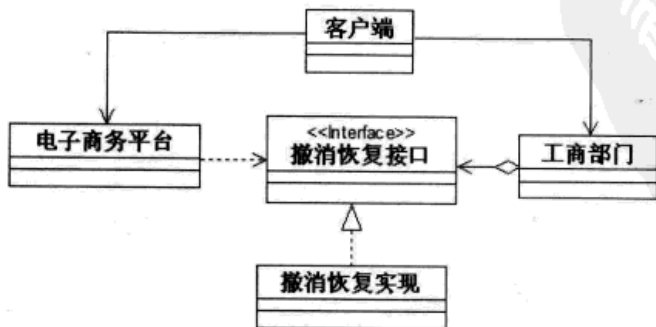 客户端
电子商务平台
<<Interface>>
撤消恢复接口
工商部门
撤消恢复实现